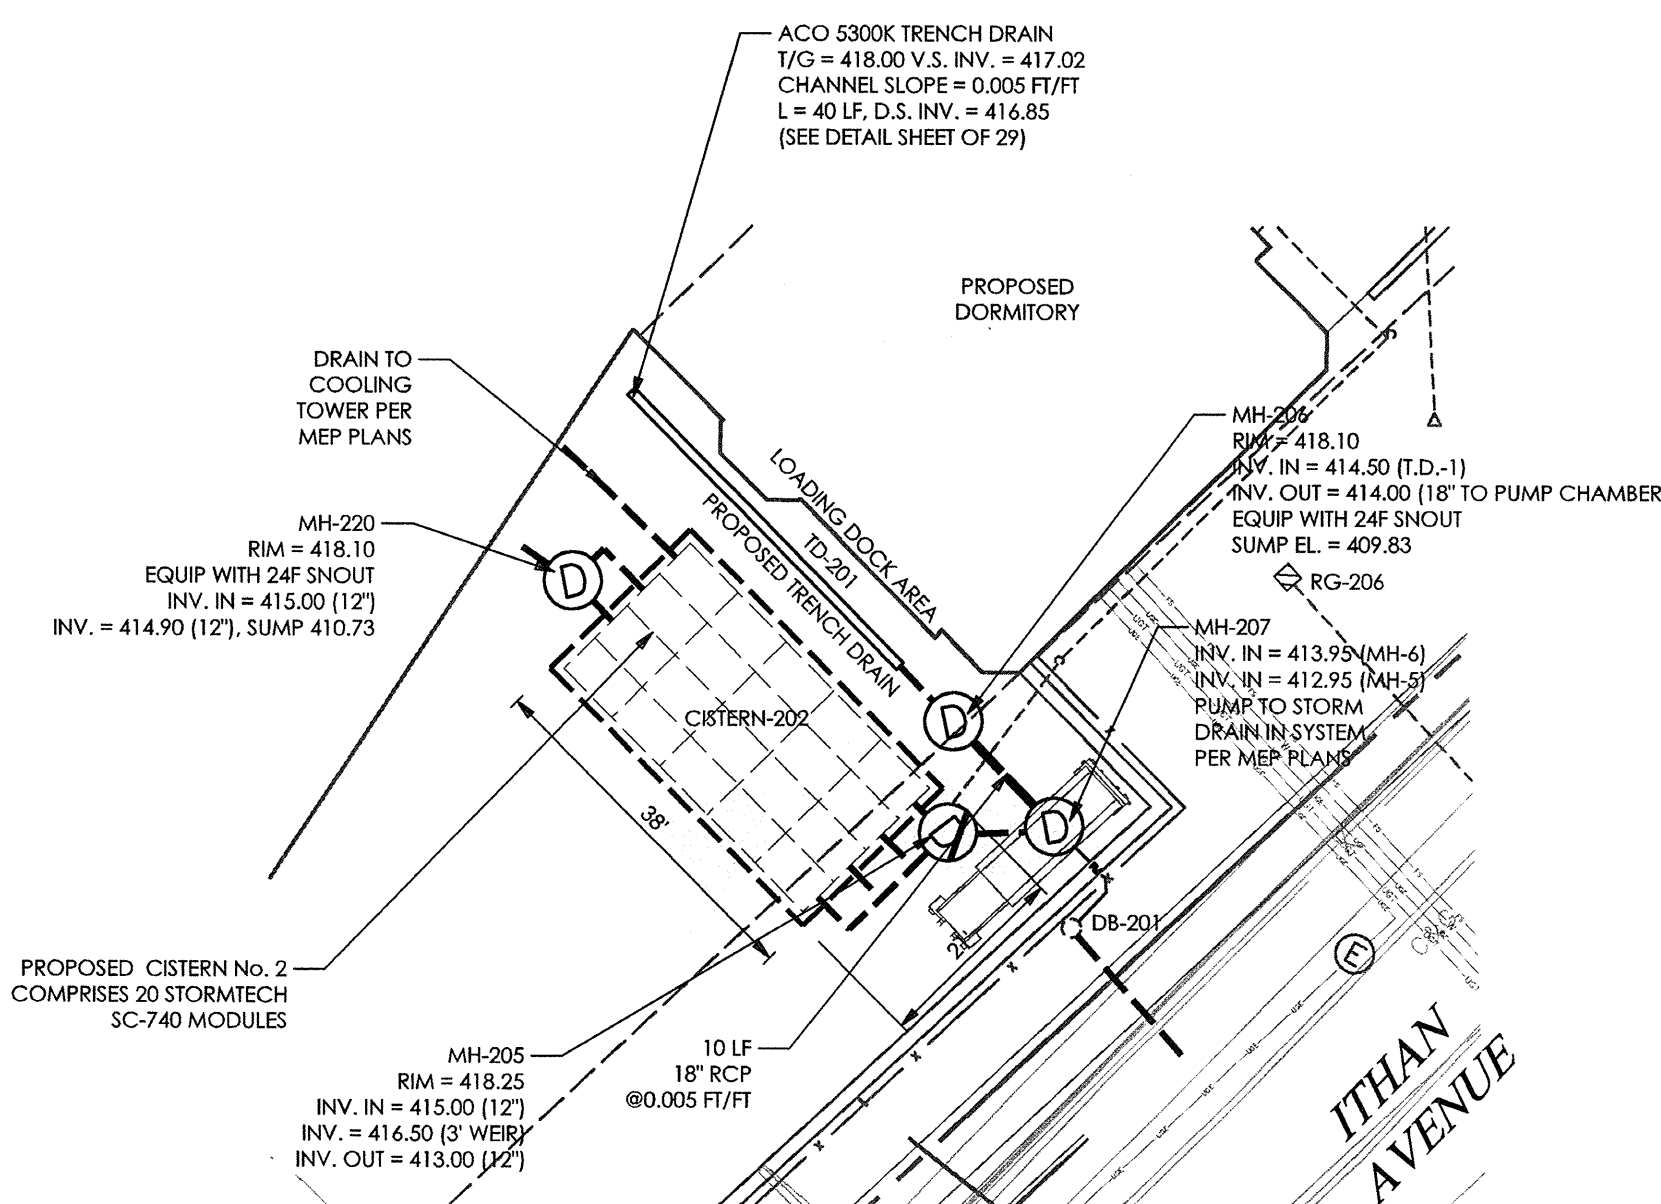 ACO 5300K TRENCH DRAIN
T/G = 418.00 V.S. INV. = 417.02
CHANNEL SLOPE = 0.005 FT/FT
L = 40 LF, D.S. INV. = 416.85
(SEE DETAIL SHEET OF 29)
PROPOSED
DORMITORY
DRAIN TO
COOLING
TOWER PER
MEP PLANS
MH-206
RIM = 418.10
INV. IN = 414.50 (T.D.-1)
INV. OUT = 414.00 (18" TO PUMP CHAMBER
EQUIP WITH 24F SNOUT
SUMP EL. = 409.83
LOADING DOCK AREA
TD-201
PROPOSED TRENCH DRAIN
MH-220
RIM = 418.10
EQUIP WITH 24F SNOUT
INV. IN = 415.00 (12")
INV. = 414.90 (12"), SUMP 410.73
D
RG-206
MH-207
INV. IN = 413.95 (MH-6)
INV. IN = 412.95 (MH-5)
PUMP TO STORM
DRAIN IN SYSTEM
PER MEP PLANS
CISTERN-202
D
D
D
38'
DB-201
E
PROPOSED CISTERN No. 2
COMPRISES 20 STORMTECH
SC-740 MODULES
MH-205
RIM = 418.25
INV. IN = 415.00 (12")
INV. = 416.50 (3' WEIR)
INV. OUT = 413.00 (12")
10 LF
18" RCP
@0.005 FT/FT
ITHAN
AVENUE
UGT
UGE
FS
UGE
UGE
UGE
UGE